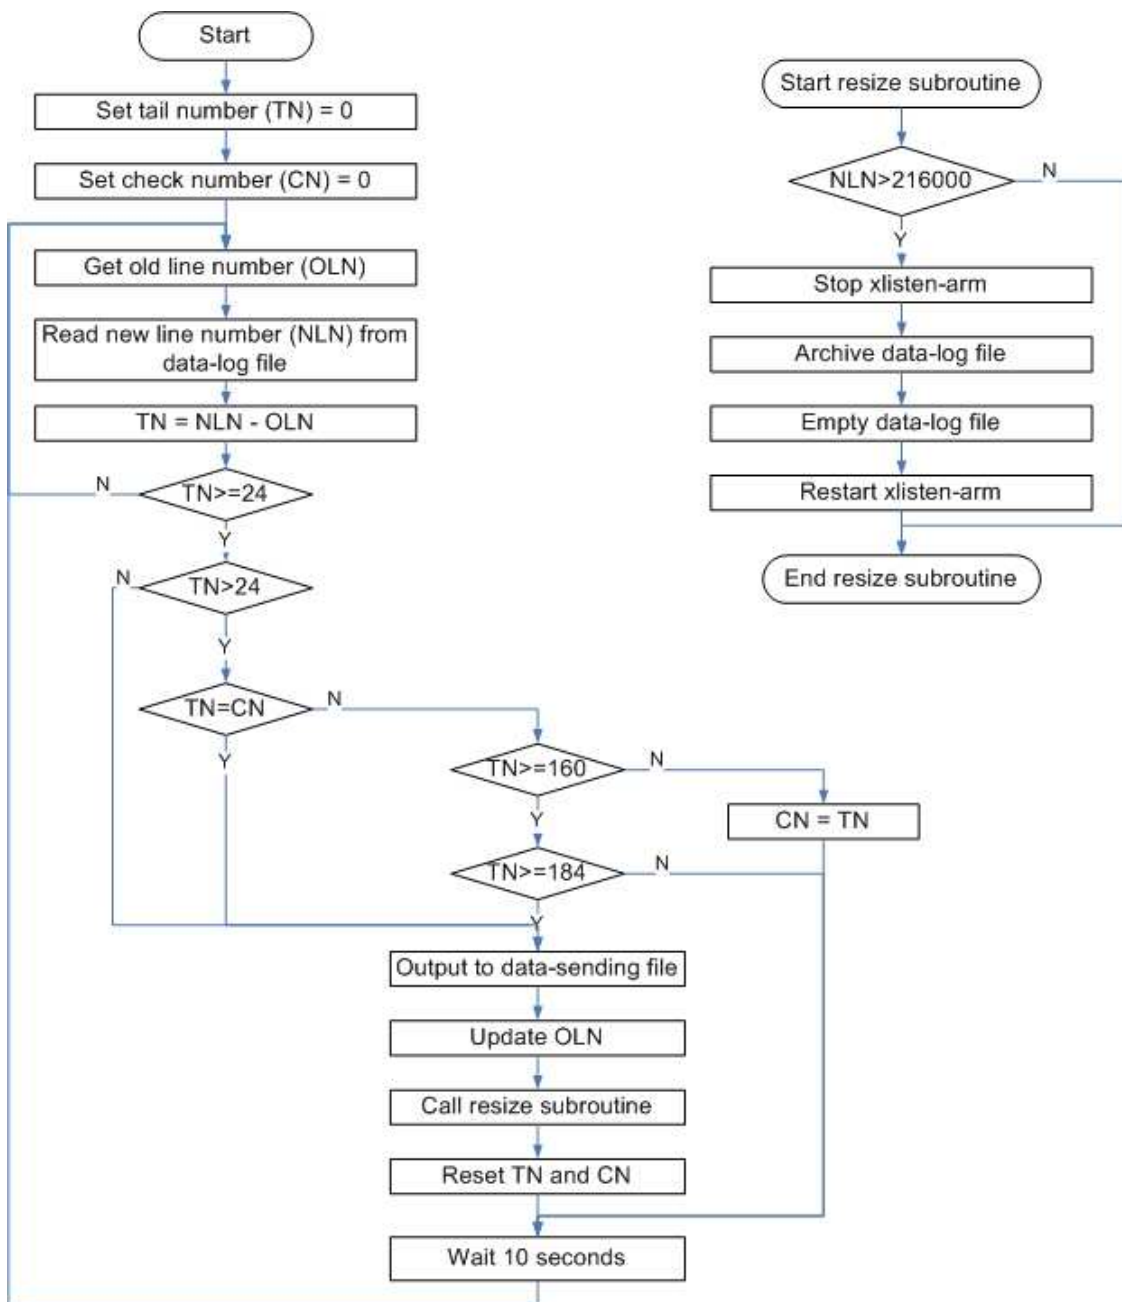 Start
Set tail number (TN) = 0
Set check number (CN) = 0
Get old line number (OLN)
Read new line number (NLN) from
data-log file
TN = NLN - OLN
TN>=24
N
Y
TN>24
N
Y
TN=CN
N
Y
TN>=160
N
Y
CN = TN
TN>=184
N
Y
Output to data-sending file
Update OLN
Call resize subroutine
Reset TN and CN
Wait 10 seconds
Start resize subroutine
NLN>216000
N
Y
Stop xlisten-arm
Archive data-log file
Empty data-log file
Restart xlisten-arm
End resize subroutine